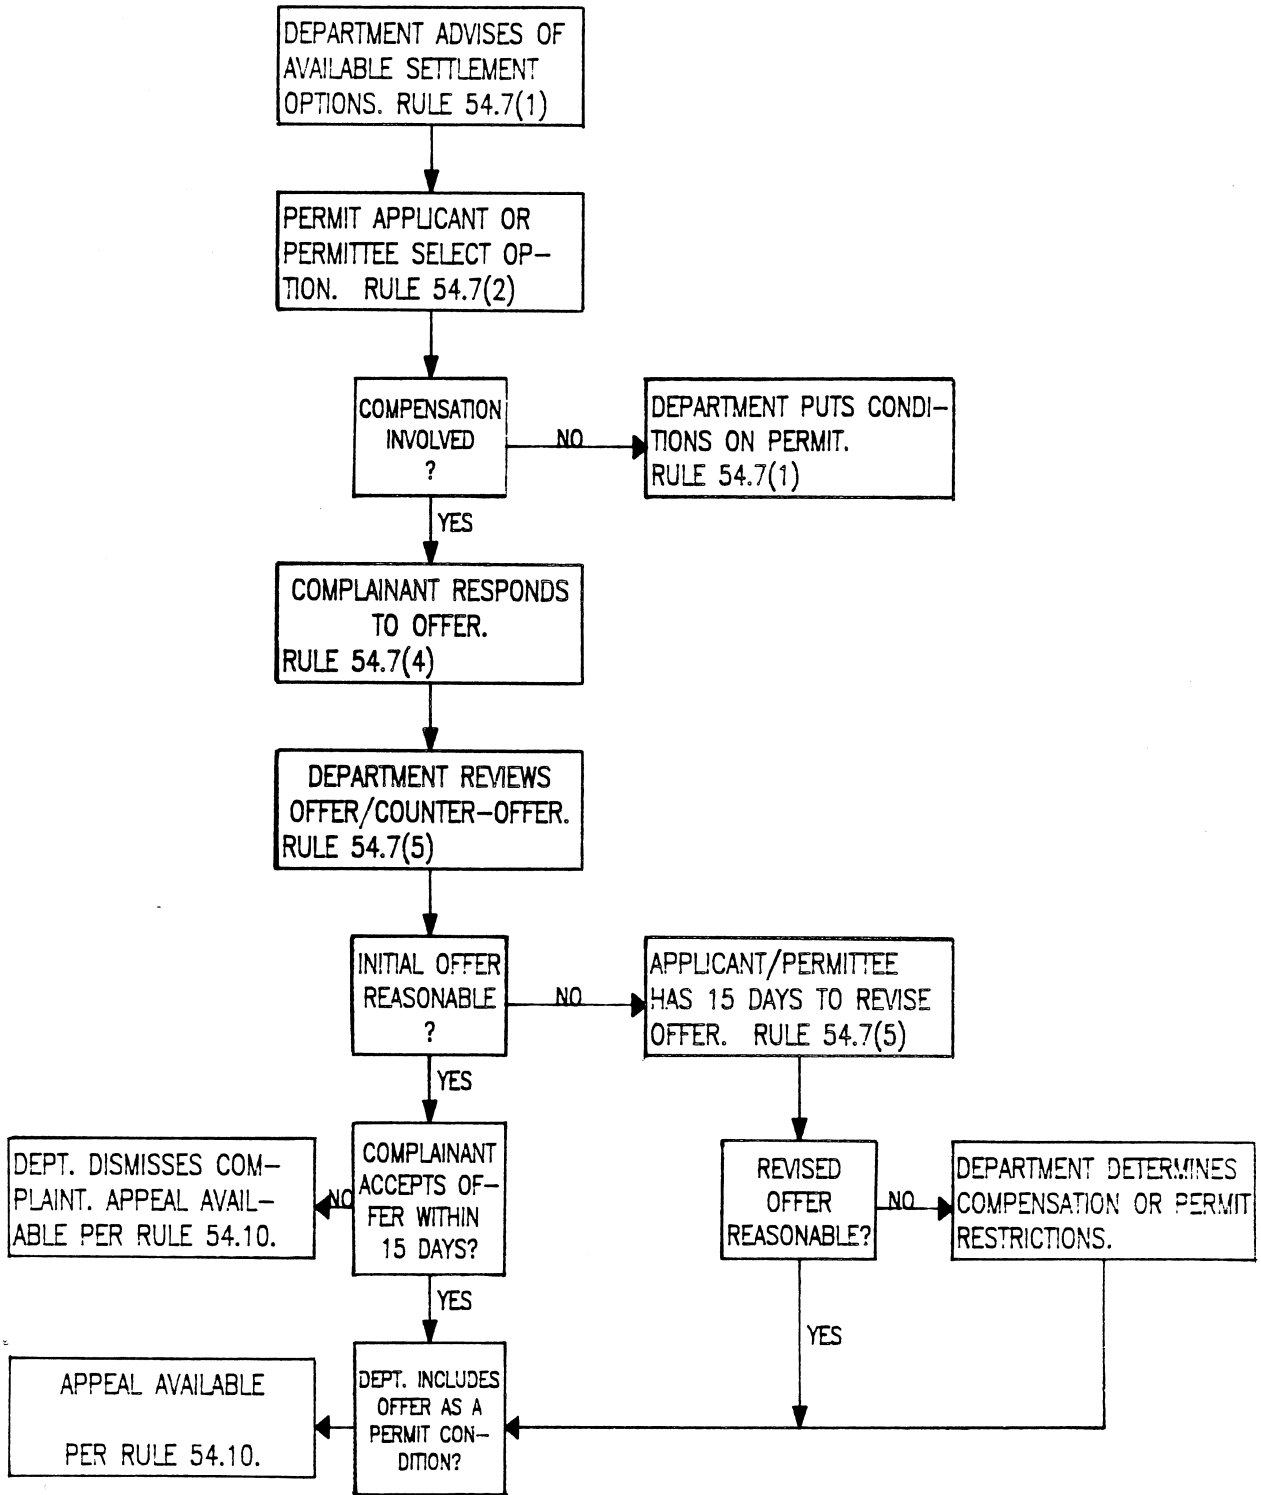 DEPARTMENT ADVISES OF
AVAILABLE SETTLEMENT
OPTIONS. RULE 54.7(1)
PERMIT APPLICANT OR
PERMITTEE SELECT OP-
TION. RULE 54.7(2)
COMPENSATION
INVOLVED
?
NO
DEPARTMENT PUTS CONDI-
TIONS ON PERMIT.
RULE 54.7(1)
YES
COMPLAINANT RESPONDS
TO OFFER.
RULE 54.7(4)
DEPARTMENT REVIEWS
OFFER/COUNTER-OFFER.
RULE 54.7(5)
INITIAL OFFER
REASONABLE
?
NO
APPLICANT/PERMITTEE
HAS 15 DAYS TO REVISE
OFFER. RULE 54.7(5)
YES
COMPLAINANT
ACCEPTS OF-
FER WITHIN
15 DAYS?
NO
DEPT. DISMISSES COM-
PLAINT. APPEAL AVAIL-
ABLE PER RULE 54.10.
REVISED
OFFER
REASONABLE?
NO
DEPARTMENT DETERMINES
COMPENSATION OR PERMIT
RESTRICTIONS.
YES
YES
DEPT. INCLUDES
OFFER AS A
PERMIT CON-
DITION?
APPEAL AVAILABLE
PER RULE 54.10.